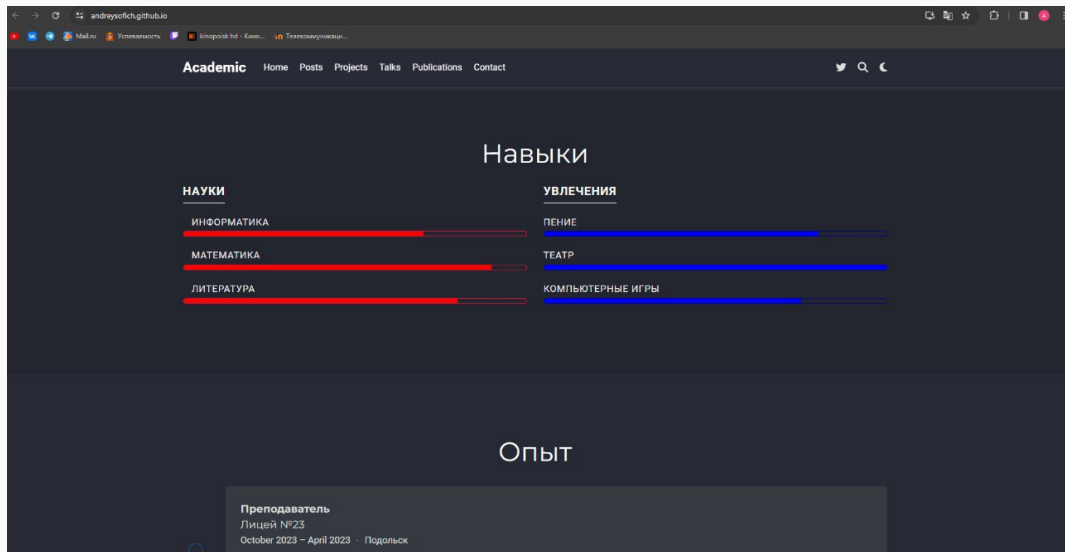 andreysofich.github.io
Mail.ru Успеваемость kinopoisk hd - Кино... Телекоммуникаци...
Academic Home Posts Projects Talks Publications Contact
Навыки
НАУКИ
ИНФОРМАТИКА
МАТЕМАТИКА
ЛИТЕРАТУРА
УВЛЕЧЕНИЯ
ПЕНИЕ
ТЕАТР
КОМПЬЮТЕРНЫЕ ИГРЫ
Опыт
Преподаватель
Лицей №23
October 2023 – April 2023 · Подольск